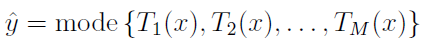 ŷ = mode {T₁(x), T₂(x), . . . , T_M(x)}